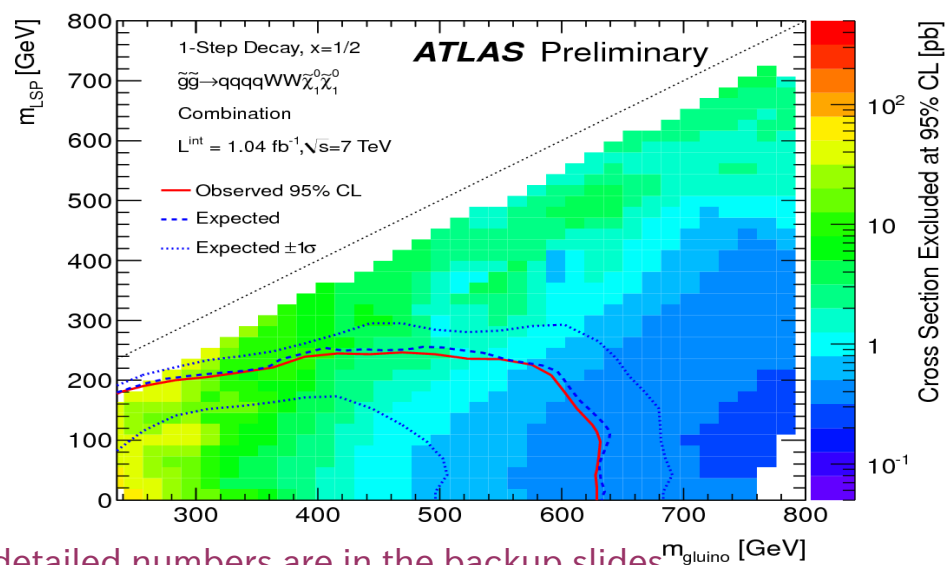 800
700
600
500
400
300
200
100
0
m_LSP [GeV]
1-Step Decay, x=1/2
g̃g̃→qqqqWWχ̃⁰₁χ̃⁰₁
Combination
L^int = 1.04 fb⁻¹,√s=7 TeV
Observed 95% CL
Expected
Expected ±1σ
ATLAS Preliminary
300 400 500 600 700 800
m_gluino [GeV]
10²
10
1
10⁻¹
Cross Section Excluded at 95% CL [pb]
detailed numbers are in the backup slides